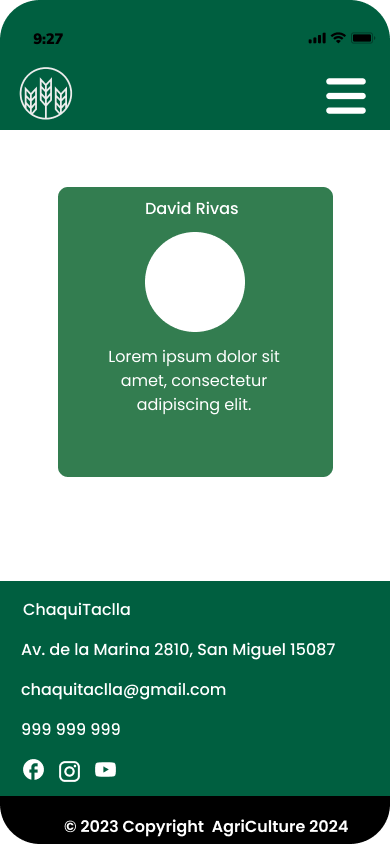 9:27
David Rivas
Lorem ipsum dolor sit
amet, consectetur
adipiscing elit.
ChaquiTaclla
Av. de la Marina 2810, San Miguel 15087
chaquitaclla@gmail.com
999 999 999
© 2023 Copyright AgriCulture 2024